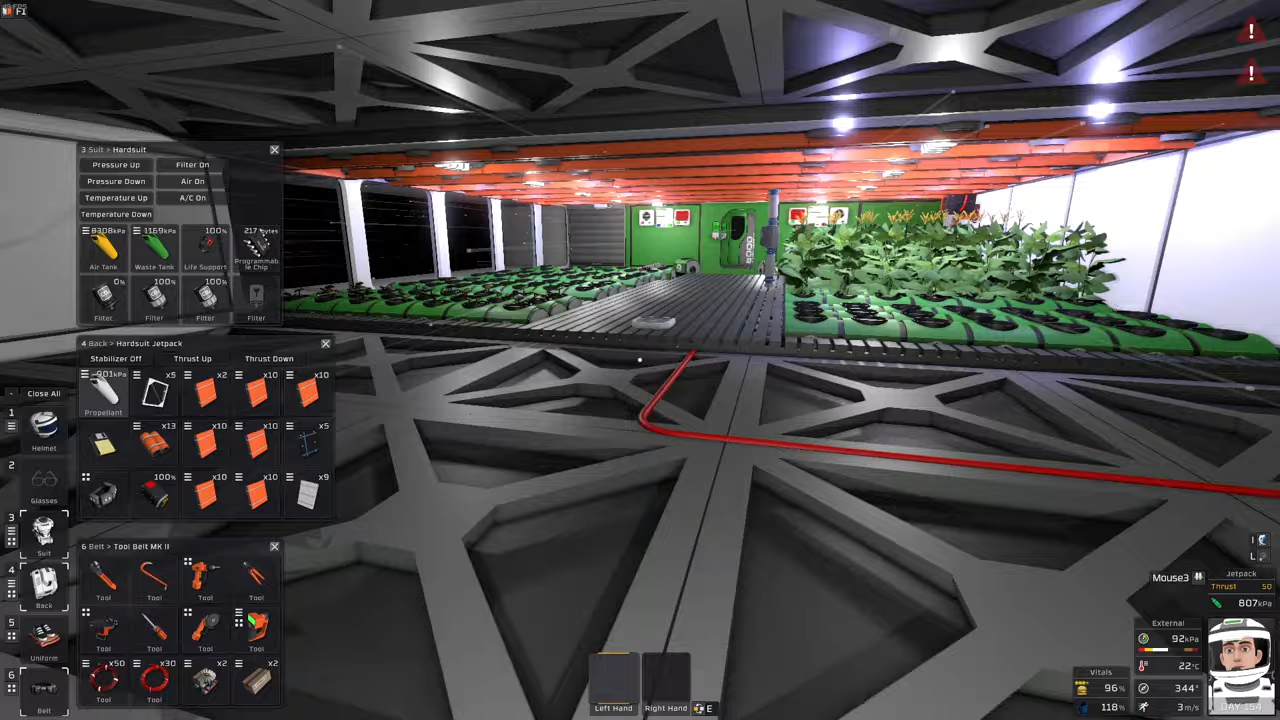 F1
3 Suit > Hardsuit
Pressure Up
Filter On
Pressure Down
Air On
Temperature Up
A/C On
Temperature Down
8308kPa
1169kPa
100%
217 bytes
Air Tank
Waste Tank
Life Support
Programmable Chip
0%
100%
100%
Filter
Filter
Filter
Filter
4 Back > Hardsuit Jetpack
Stabilizer Off
Thrust Up
Thrust Down
x5
x2
x10
x10
Propellant
x13
x10
x10
x5
100%
x10
x10
x9
6 Belt > Tool Belt MK II
Tool
Tool
Tool
Tool
Tool
Tool
Tool
Tool
x50
x30
x2
x2
Tool
Tool
Close All
1
Helmet
2
Glasses
3
Suit
4
Back
5
Uniform
6
Belt
DOOR
Left Hand
Right Hand
E
I
L
Mouse3
Jetpack
Thrust 50
807kPa
External
92kPa
22°C
344°
3m/s
Vitals
96%
118%
DAY 154